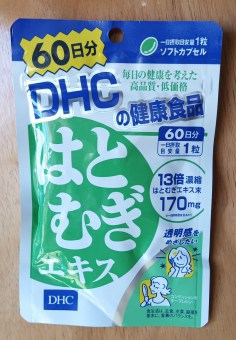 60日分
一日摂取目安量1粒
ソフトカプセル
毎日の健康を考えた
高品質・低価格
DHC
の健康食品
60日分
一日摂取目安量 1粒
はと
むぎ
エキス
13倍濃縮
はとむぎエキス末
170mg
透明感を
めざしたい
DHC